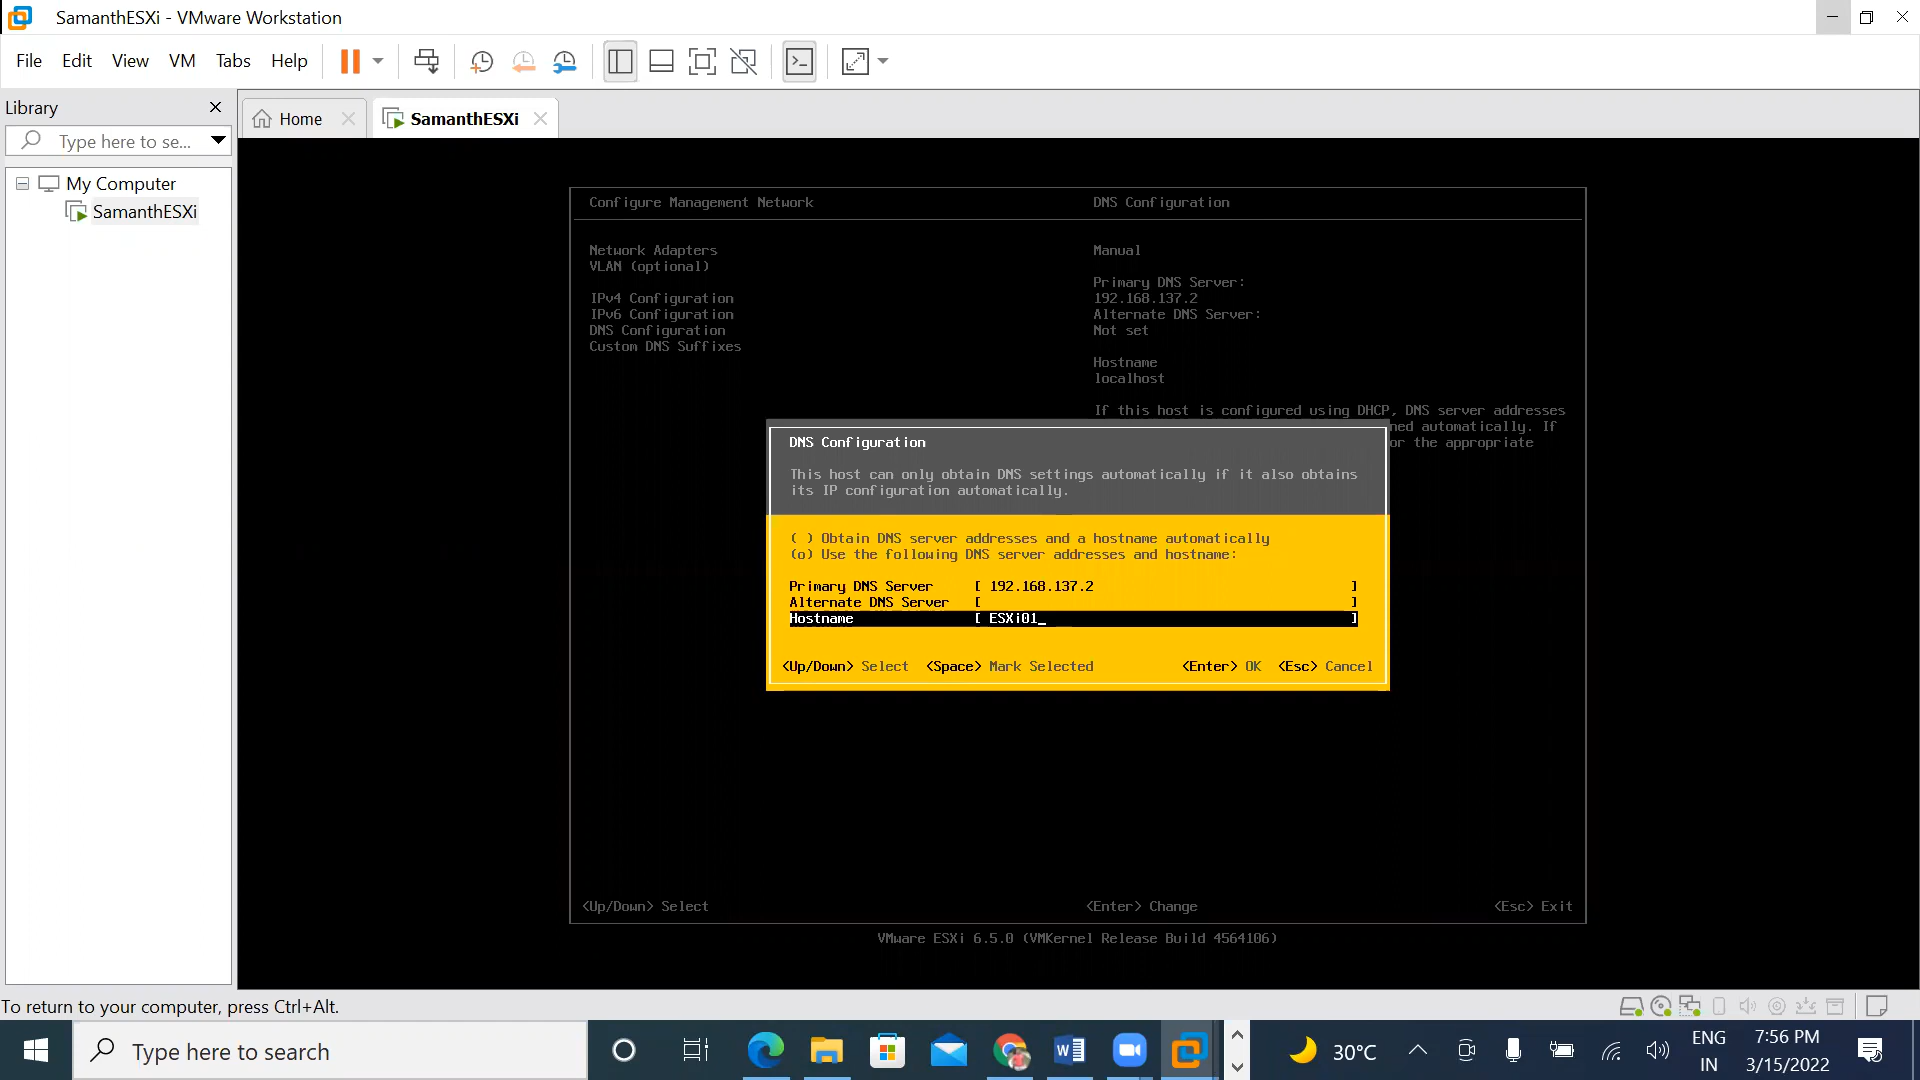 SamanthESXi - VMware Workstation
File Edit View VM Tabs Help
Library
Type here to se...
My Computer
SamanthESXi
Home
SamanthESXi
Configure Management Network
DNS Configuration
Network Adapters
VLAN (optional)
IPv4 Configuration
IPv6 Configuration
DNS Configuration
Custom DNS Suffixes
Manual
Primary DNS Server:
192.168.137.2
Alternate DNS Server:
Not set
Hostname
localhost
If this host is configured using DHCP, DNS server addresses
ned automatically. If
or the appropriate
DNS Configuration
This host can only obtain DNS settings automatically if it also obtains
its IP configuration automatically.
( ) Obtain DNS server addresses and a hostname automatically
(o) Use the following DNS server addresses and hostname:
Primary DNS Server [ 192.168.137.2 ]
Alternate DNS Server [ ]
Hostname [ ESXi01_ ]
<Up/Down> Select <Space> Mark Selected <Enter> OK <Esc> Cancel
<Up/Down> Select <Enter> Change <Esc> Exit
VMware ESXi 6.5.0 (VMKernel Release Build 4564106)
To return to your computer, press Ctrl+Alt.
Type here to search
30°C
ENG
IN
7:56 PM
3/15/2022